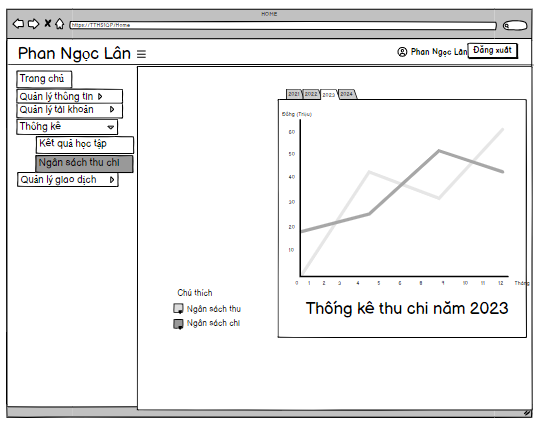 HOME
https://TTHS1QP/Home
Phan Ngọc Lân
Phan Ngọc Lân
Đăng xuất
Trang chủ
Quản lý thông tin
Quản lý tài khoản
Thống kê
Kết quả học tập
Ngân sách thu chi
Quản lý giao dịch
2021 2022 2023 2024
Đồng (Triệu)
60
50
40
30
20
10
0 1 2 3 4 5 6 7 8 9 10 11 12 Tháng
Thống kê thu chi năm 2023
Chú thích
Ngân sách thu
Ngân sách chi